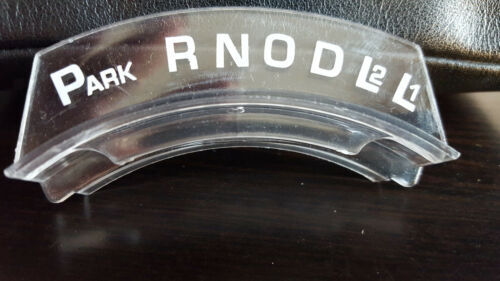 PARK R N O D L2 L1